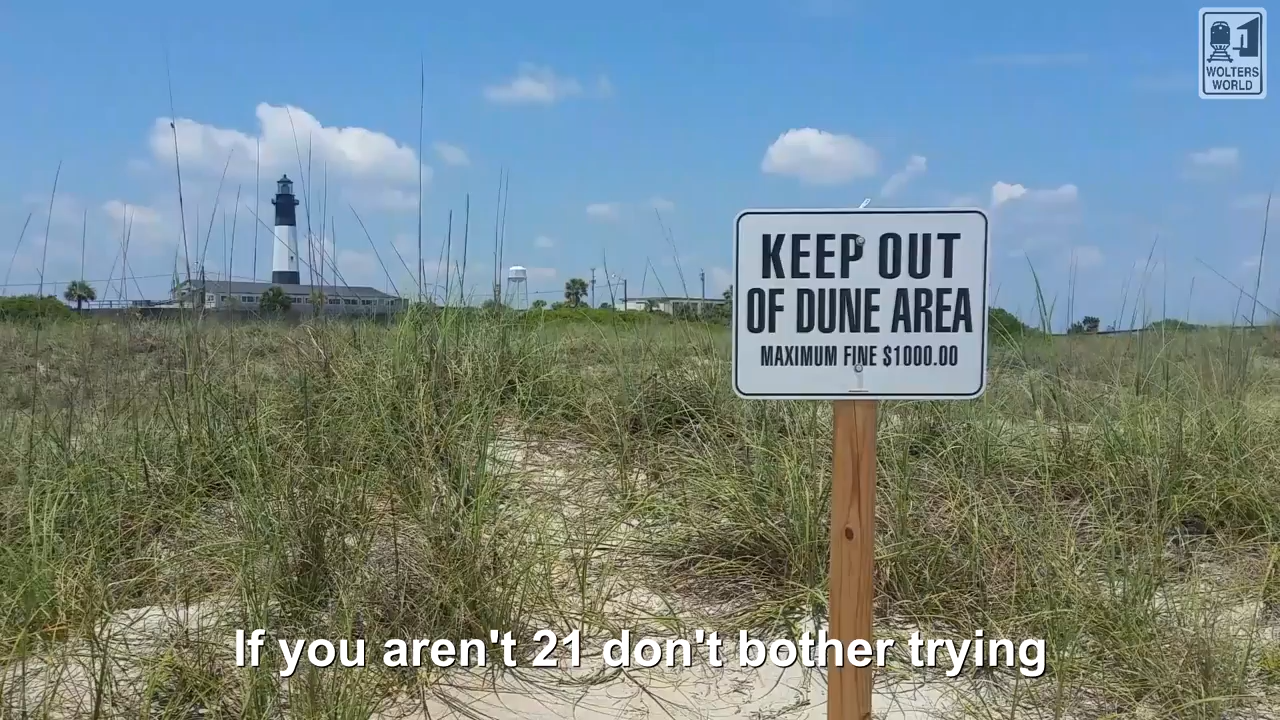 WOLTERS
WORLD
KEEP OUT
OF DUNE AREA
MAXIMUM FINE $1000.00
If you aren't 21 don't bother trying